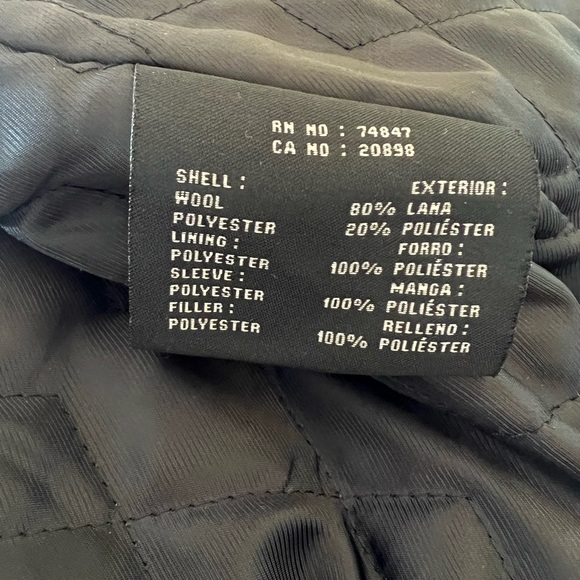 RN NO : 74847
CA NO : 20898
SHELL : EXTERIOR :
WOOL 80% LANA
POLYESTER 20% POLIÉSTER
LINING : FORRO :
POLYESTER 100% POLIÉSTER
SLEEVE : MANGA :
POLYESTER 100% POLIÉSTER
FILLER : RELLENO :
POLYESTER 100% POLIÉSTER